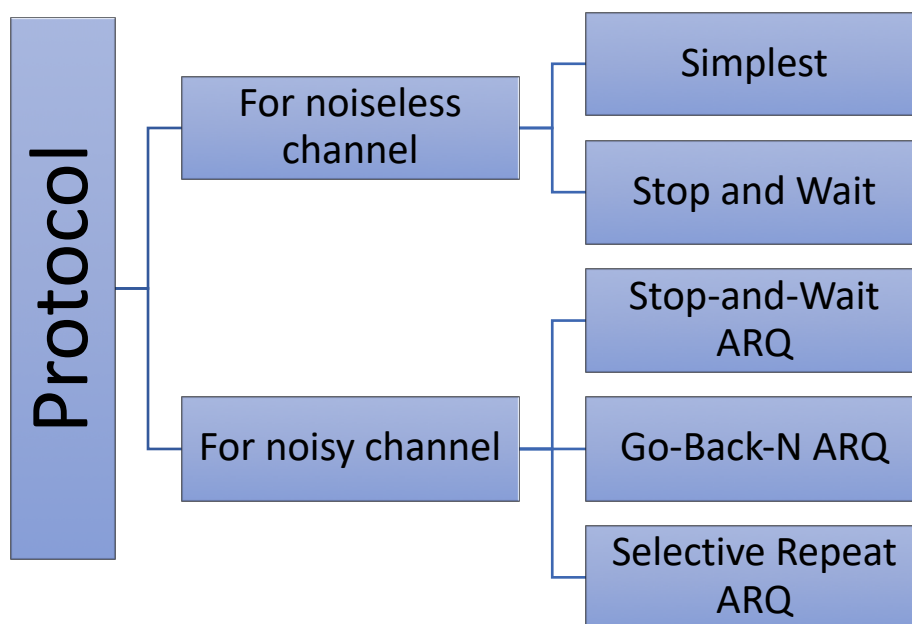 Protocol
For noiseless
channel
Simplest
Stop and Wait
For noisy channel
Stop-and-Wait
ARQ
Go-Back-N ARQ
Selective Repeat
ARQ